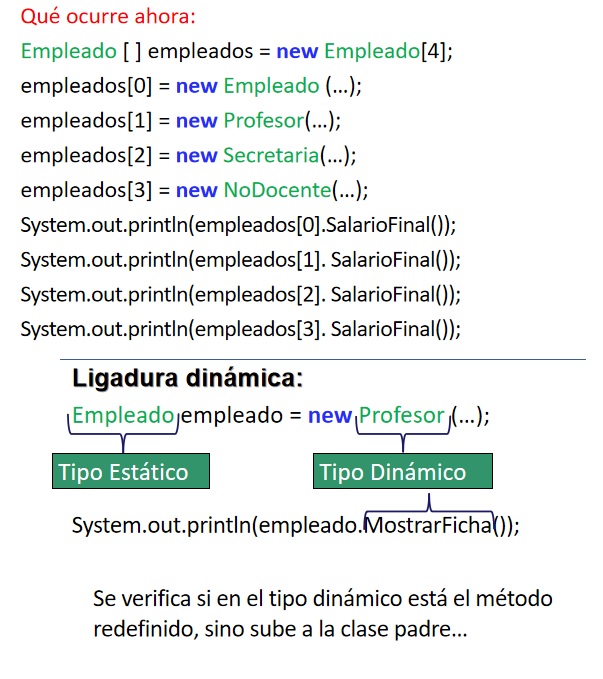 Qué ocurre ahora:
Empleado [ ] empleados = new Empleado[4];
empleados[0] = new Empleado (...);
empleados[1] = new Profesor(...);
empleados[2] = new Secretaria(...);
empleados[3] = new NoDocente(...);
System.out.println(empleados[0].SalarioFinal());
System.out.println(empleados[1]. SalarioFinal());
System.out.println(empleados[2]. SalarioFinal());
System.out.println(empleados[3]. SalarioFinal());
Ligadura dinámica:
Empleado empleado = new Profesor (...);
Tipo Estático Tipo Dinámico
System.out.println(empleado.MostrarFicha());
Se verifica si en el tipo dinámico está el método
redefinido, sino sube a la clase padre...